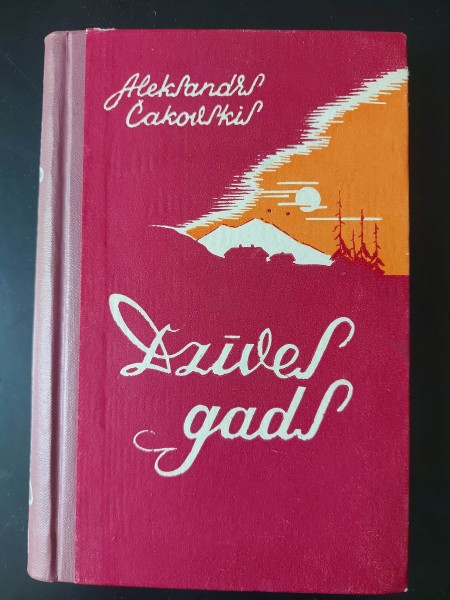 Aleksandrs
Čakovskis
Dzīves
gads